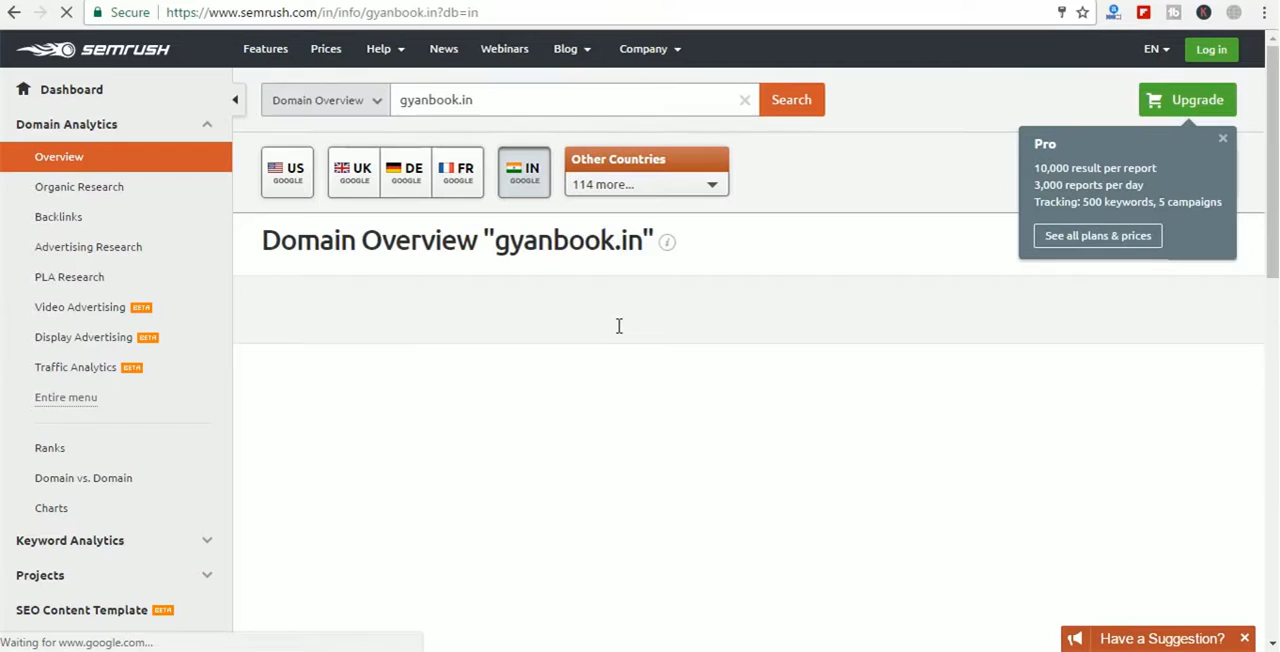 Secure https://www.semrush.com/in/info/gyanbook.in?db=in
semrush Features Prices Help News Webinars Blog Company EN Log in
Dashboard
Domain Overview gyanbook.in Search
Upgrade
Domain Analytics
Overview
Organic Research
Backlinks
Advertising Research
PLA Research
Video Advertising BETA
Display Advertising BETA
Traffic Analytics BETA
Entire menu
Ranks
Domain vs. Domain
Charts
Keyword Analytics
Projects
SEO Content Template BETA
US GOOGLE
UK GOOGLE
DE GOOGLE
FR GOOGLE
IN GOOGLE
Other Countries
114 more...
Pro
10,000 result per report
3,000 reports per day
Tracking: 500 keywords, 5 campaigns
See all plans & prices
Domain Overview "gyanbook.in" i
Waiting for www.google.com...
Have a Suggestion?